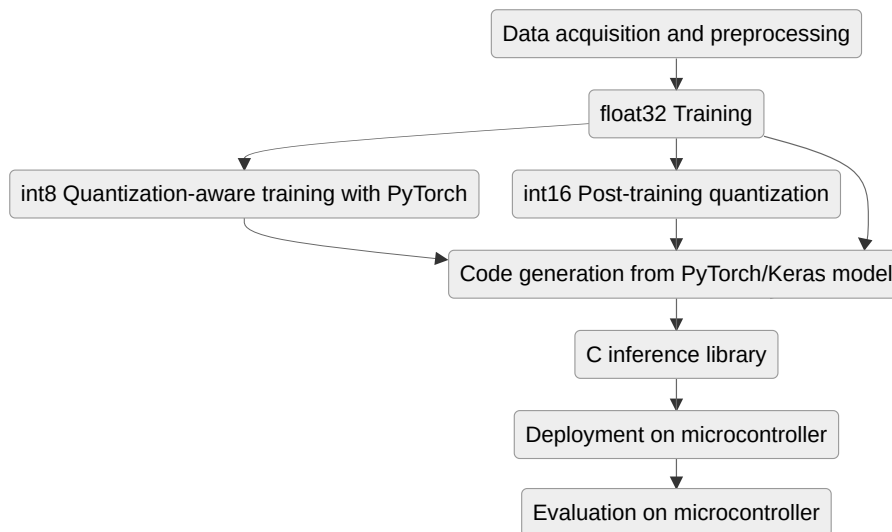 Data acquisition and preprocessing
float32 Training
int8 Quantization-aware training with PyTorch
int16 Post-training quantization
Code generation from PyTorch/Keras model
C inference library
Deployment on microcontroller
Evaluation on microcontroller